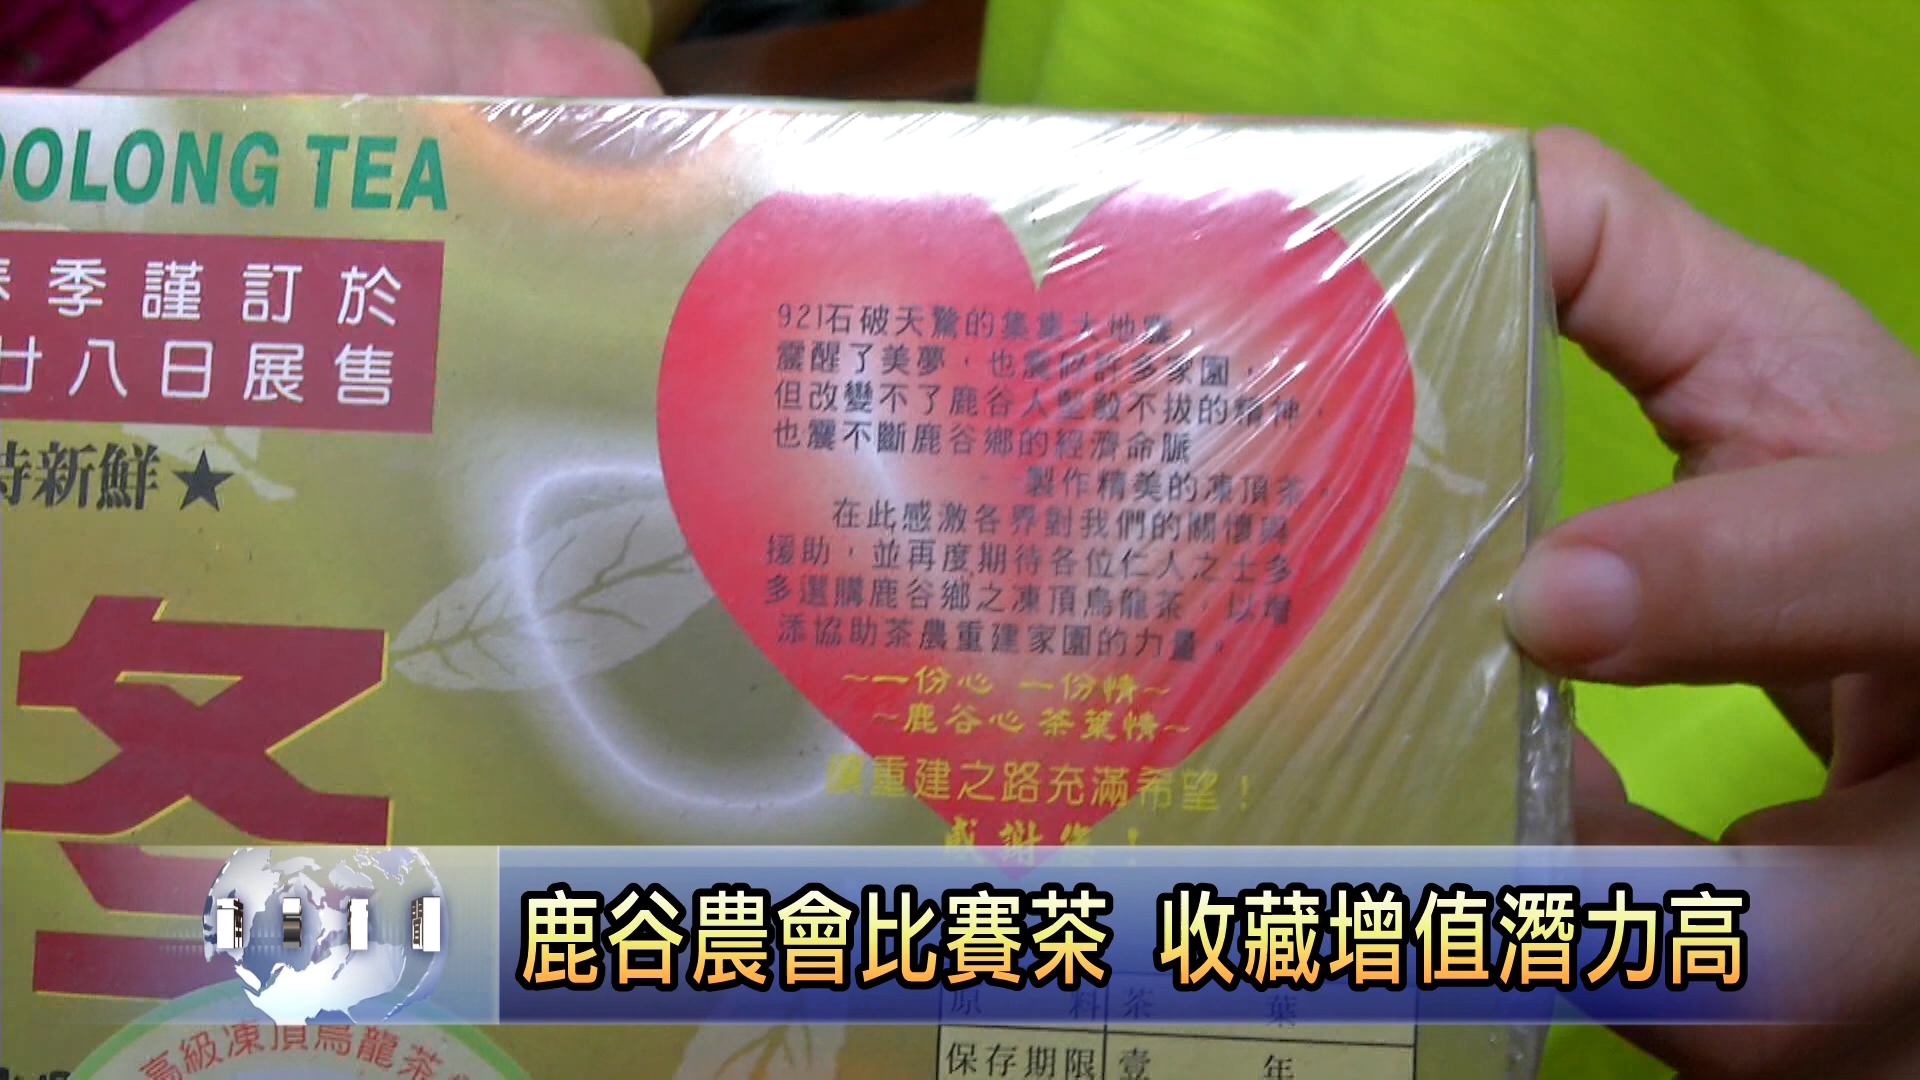 OOLONG TEA
季謹訂於
廿八日展售
特新鮮★
冬
高級凍頂烏龍茶
921石破天驚的集集大地震，
震醒了美夢，也震碎許多家園，
但改變不了鹿谷人堅毅不拔的精神，
也震不斷鹿谷鄉的經濟命脈
製作精美的凍頂茶。
在此感激各界對我們的關懷與
援助，並再度期待各位仁人之士多
多選購鹿谷鄉之凍頂烏龍茶，以增
添協助茶農重建家園的力量。
~一份心 一份情~
~鹿谷心 茶葉情~
讓重建之路充滿希望！
感謝您！
鹿谷農會比賽茶 收藏增值潛力高
原料 茶葉
保存期限 壹年